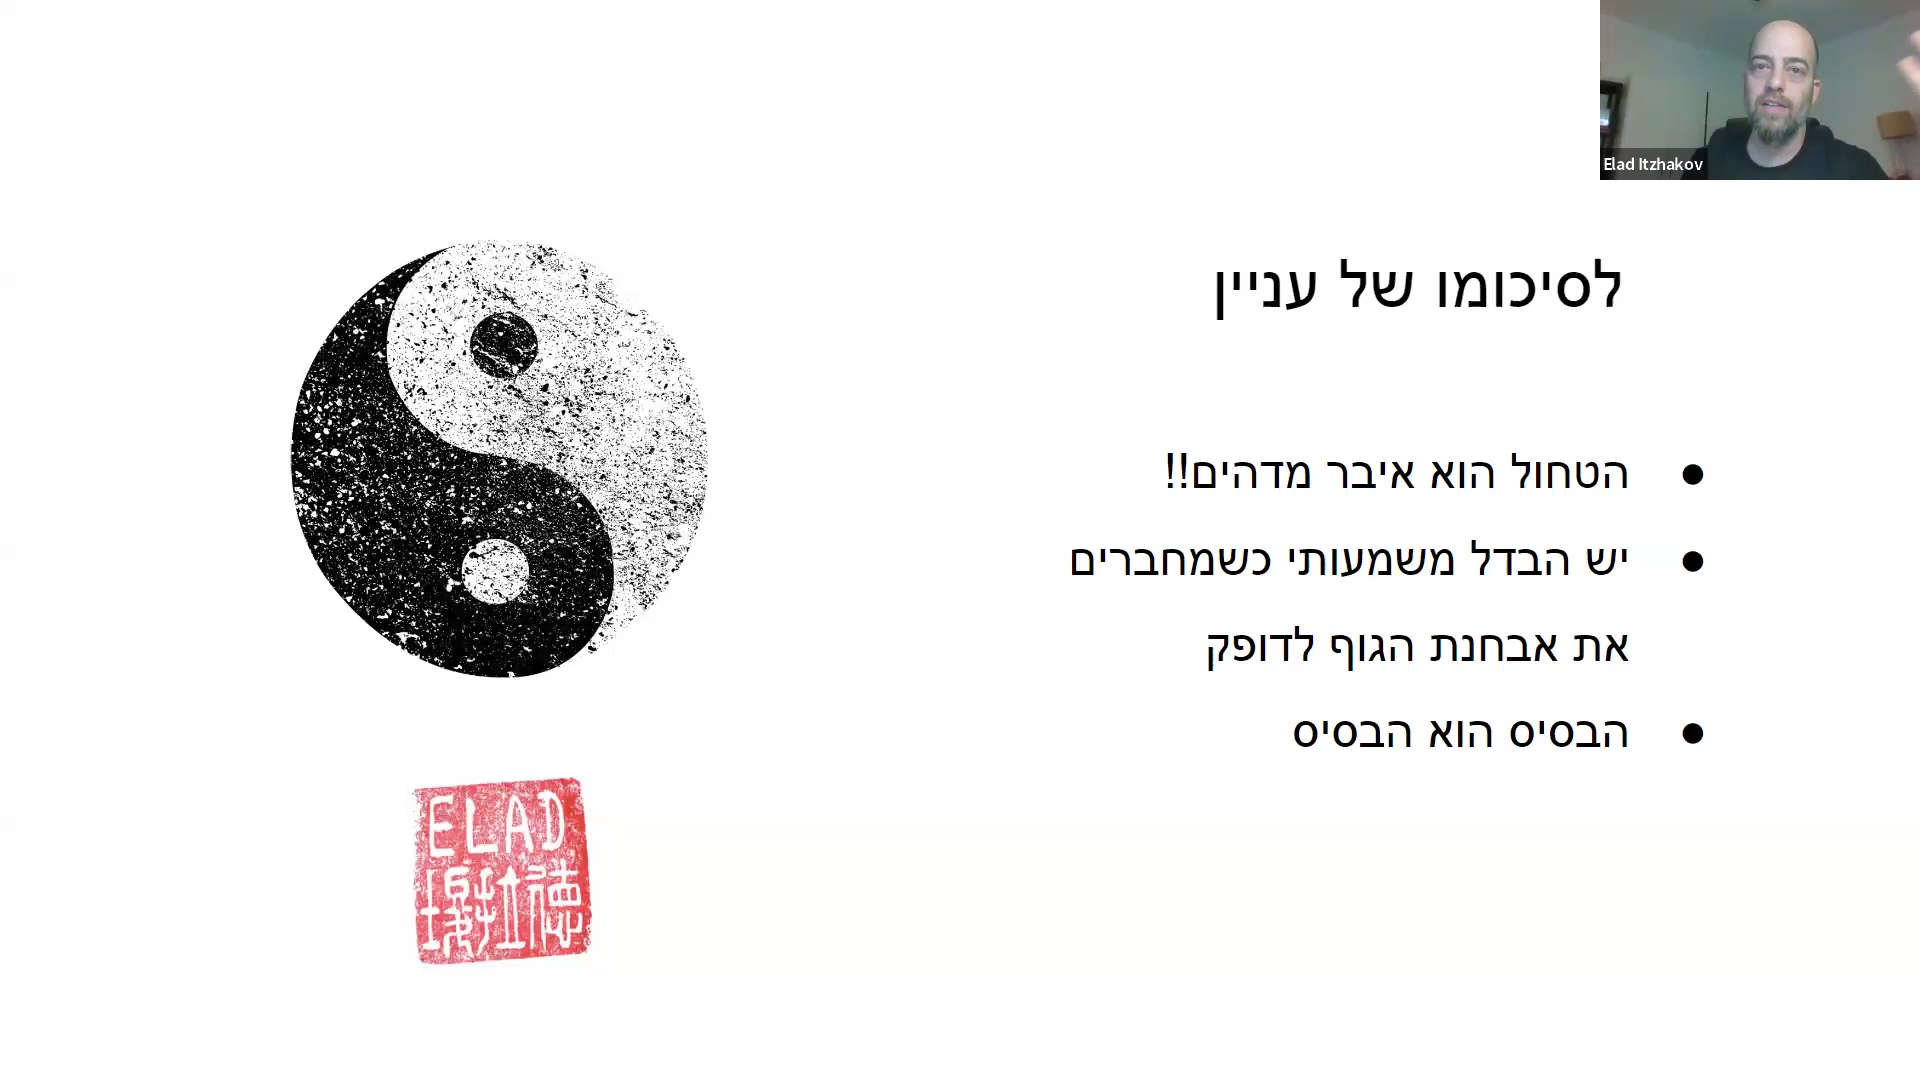 Elad Itzhakov
לסיכומו של עניין
הטחול הוא איבר מדהים!!
יש הבדל משמעותי כשמחברים
את אבחנת הגוף לדופק
הבסיס הוא הבסיס
ELAD